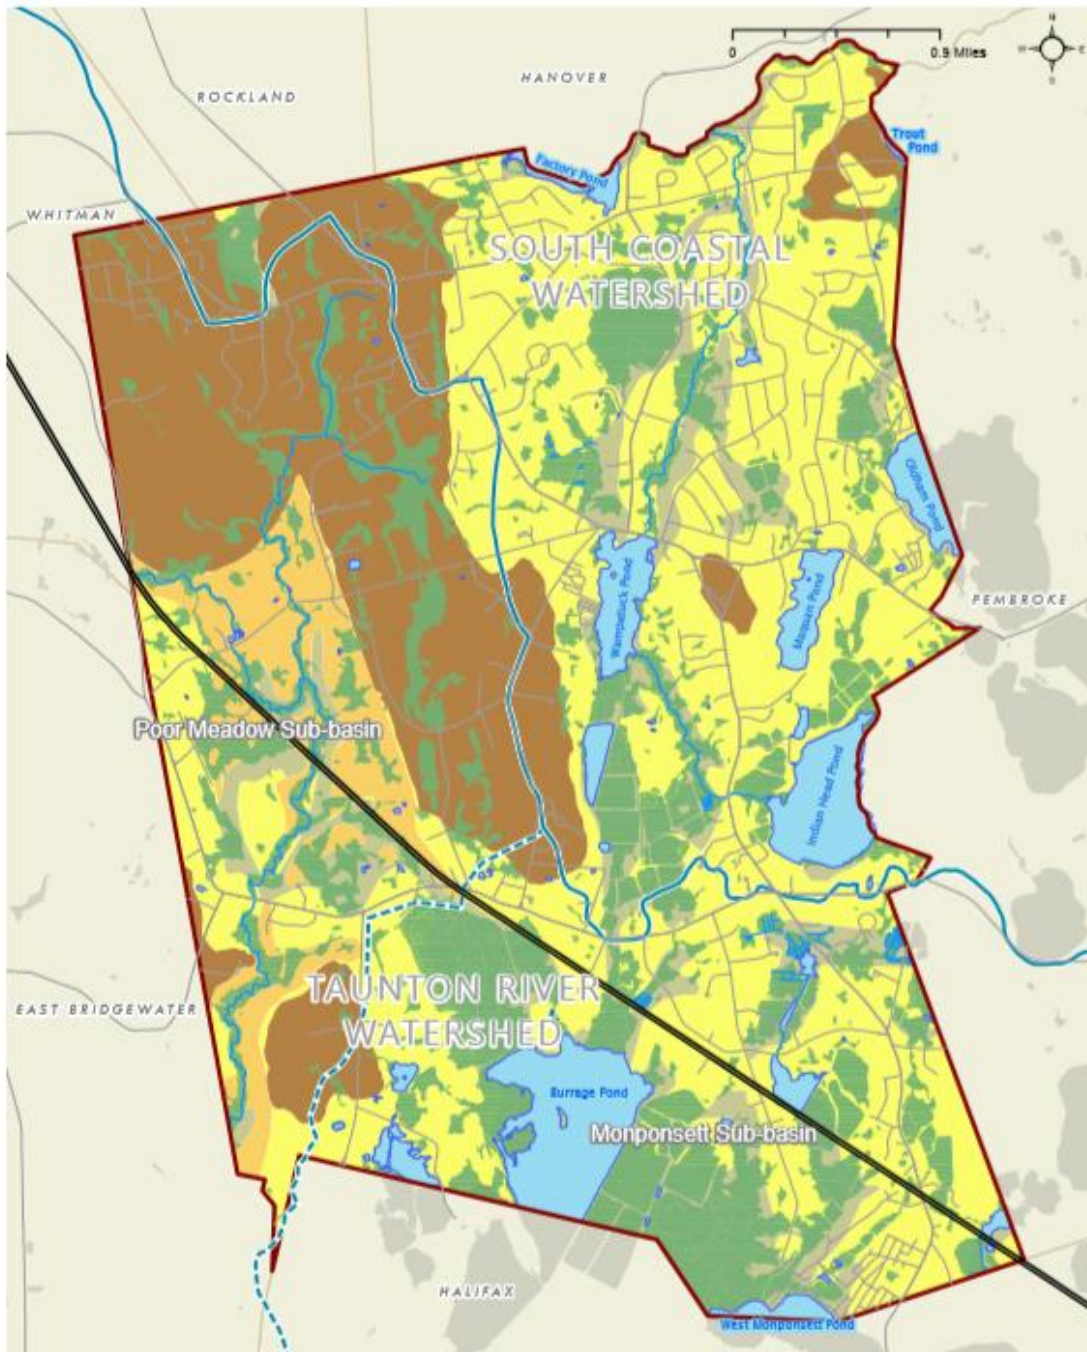 0 0.9 Miles
N
W E
S
HANOVER
ROCKLAND
Trout
Pond
Factory Pond
WHITMAN
SOUTH COASTAL
WATERSHED
Oldham Pond
Wampatuck Pond
Maquan Pond
PEMBROKE
Poor Meadow Sub-basin
Indian Head Pond
TAUNTON RIVER
WATERSHED
EAST BRIDGEWATER
Burrage Pond
Monponsett Sub-basin
HALIFAX
West Monponsett Pond